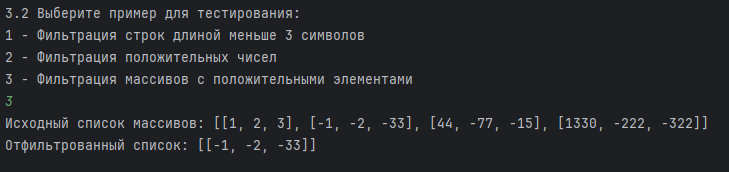 3.2 Выберите пример для тестирования:
1 - Фильтрация строк длиной меньше 3 символов
2 - Фильтрация положительных чисел
3 - Фильтрация массивов с положительными элементами
3
Исходный список массивов: [[1, 2, 3], [-1, -2, -33], [44, -77, -15], [1330, -222, -322]]
Отфильтрованный список: [[-1, -2, -33]]